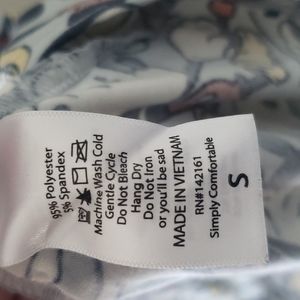 95% Polyester
5% Spandex
Machine Wash Cold
Gentle Cycle
Do Not Bleach
Hang Dry
Do Not Iron
or you'll be sad
MADE IN VIETNAM
RN#142161
Simply Comfortable
S